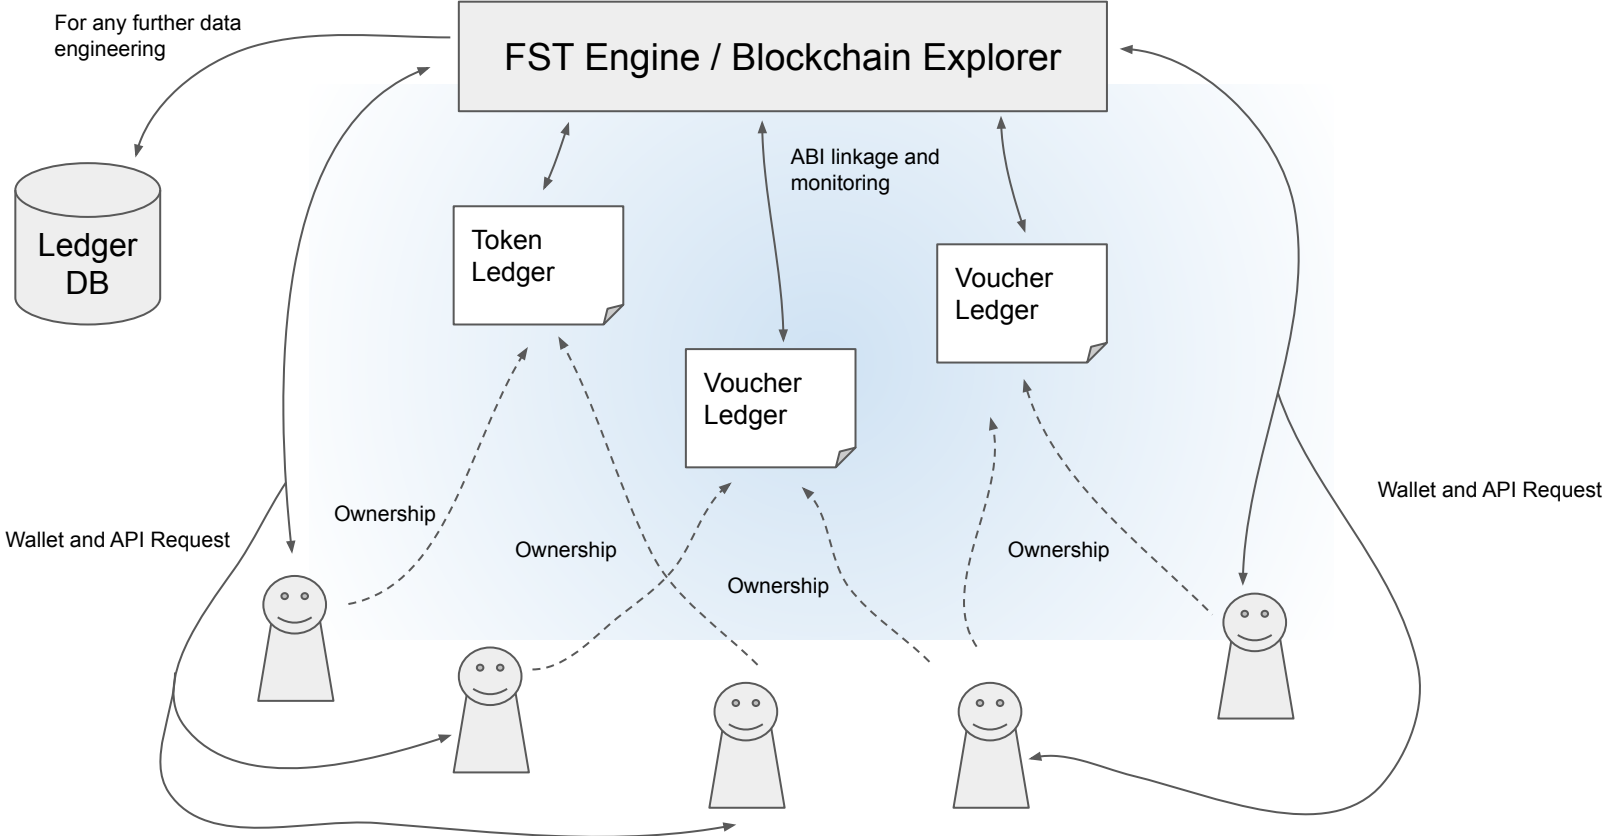 For any further data
engineering
FST Engine / Blockchain Explorer
ABI linkage and
monitoring
Ledger
DB
Token
Ledger
Voucher
Ledger
Voucher
Ledger
Ownership
Wallet and API Request
Ownership
Ownership
Ownership
Wallet and API Request